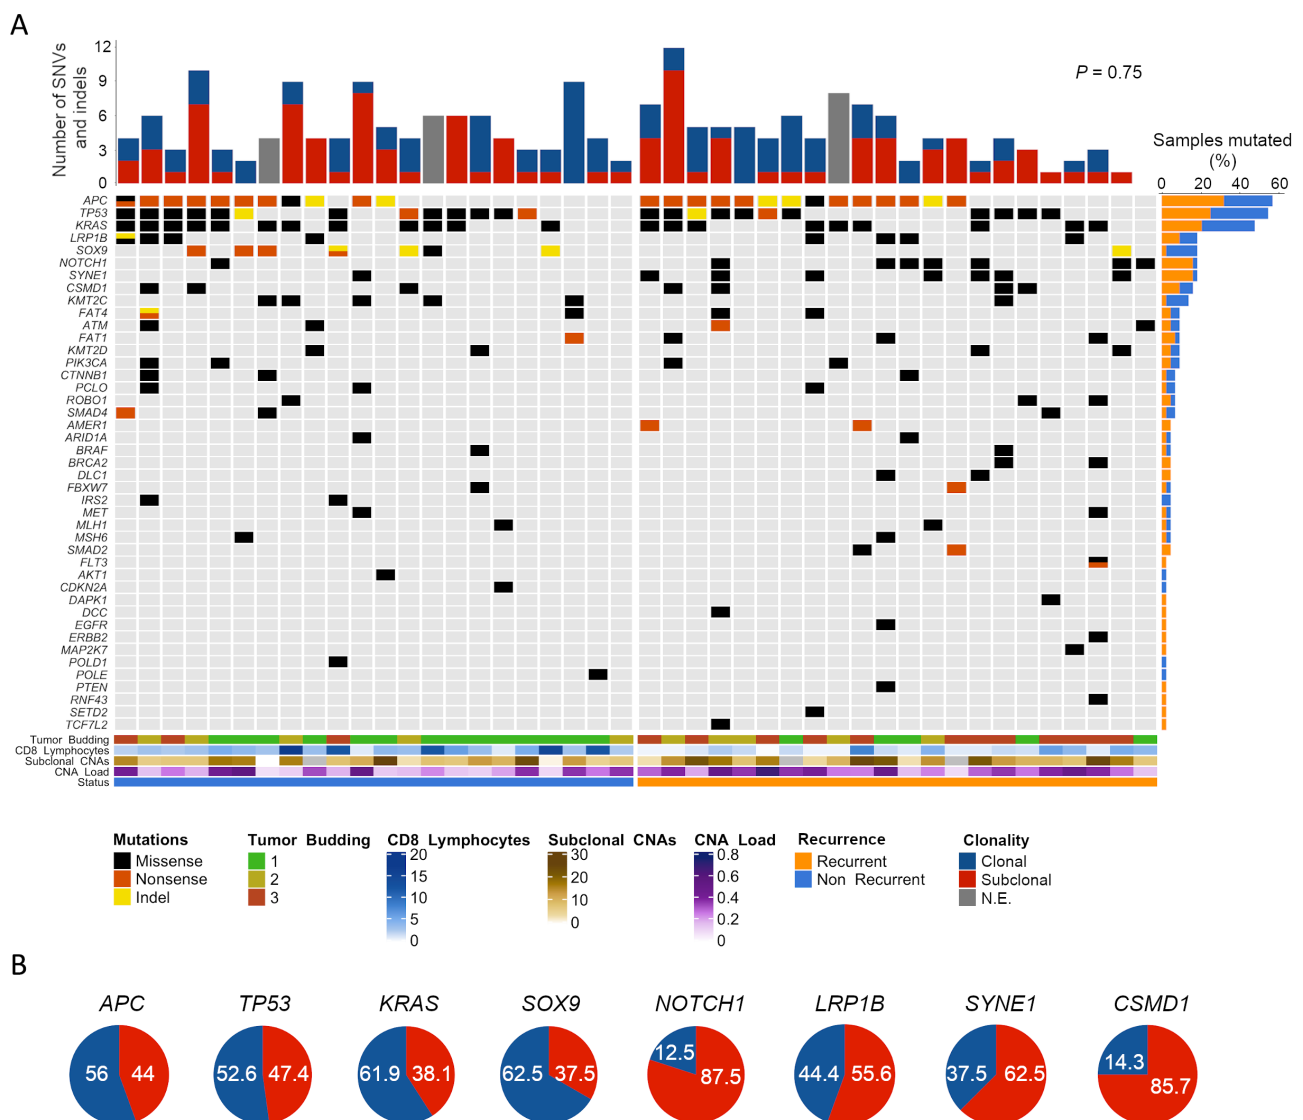 A
Number of SNVs
and indels
12
9
6
3
0
P = 0.75
Samples mutated
(%)
0 20 40 60
APC
TP53
KRAS
LRP1B
SOX9
NOTCH1
SYNE1
CSMD1
KMT2C
FAT4
ATM
FAT1
KMT2D
PIK3CA
CTNNB1
PCLO
ROBO1
SMAD4
AMER1
ARID1A
BRAF
BRCA2
DLC1
FBXW7
IRS2
MET
MLH1
MSH6
SMAD2
FLT3
AKT1
CDKN2A
DAPK1
DCC
EGFR
ERBB2
MAP2K7
POLD1
POLE
PTEN
RNF43
SETD2
TCF7L2
Tumor Budding
CD8 Lymphocytes
Subclonal CNAs
CNA Load
Status
Mutations
Missense
Nonsense
Indel
Tumor Budding
1
2
3
CD8 Lymphocytes
20
15
10
5
0
Subclonal CNAs
30
20
10
0
CNA Load
0.8
0.6
0.4
0.2
0
Recurrence
Recurrent
Non Recurrent
Clonality
Clonal
Subclonal
N.E.
B
APC TP53 KRAS SOX9 NOTCH1 LRP1B SYNE1 CSMD1
56 44 52.6 47.4 61.9 38.1 62.5 37.5 12.5 87.5 44.4 55.6 37.5 62.5 14.3 85.7